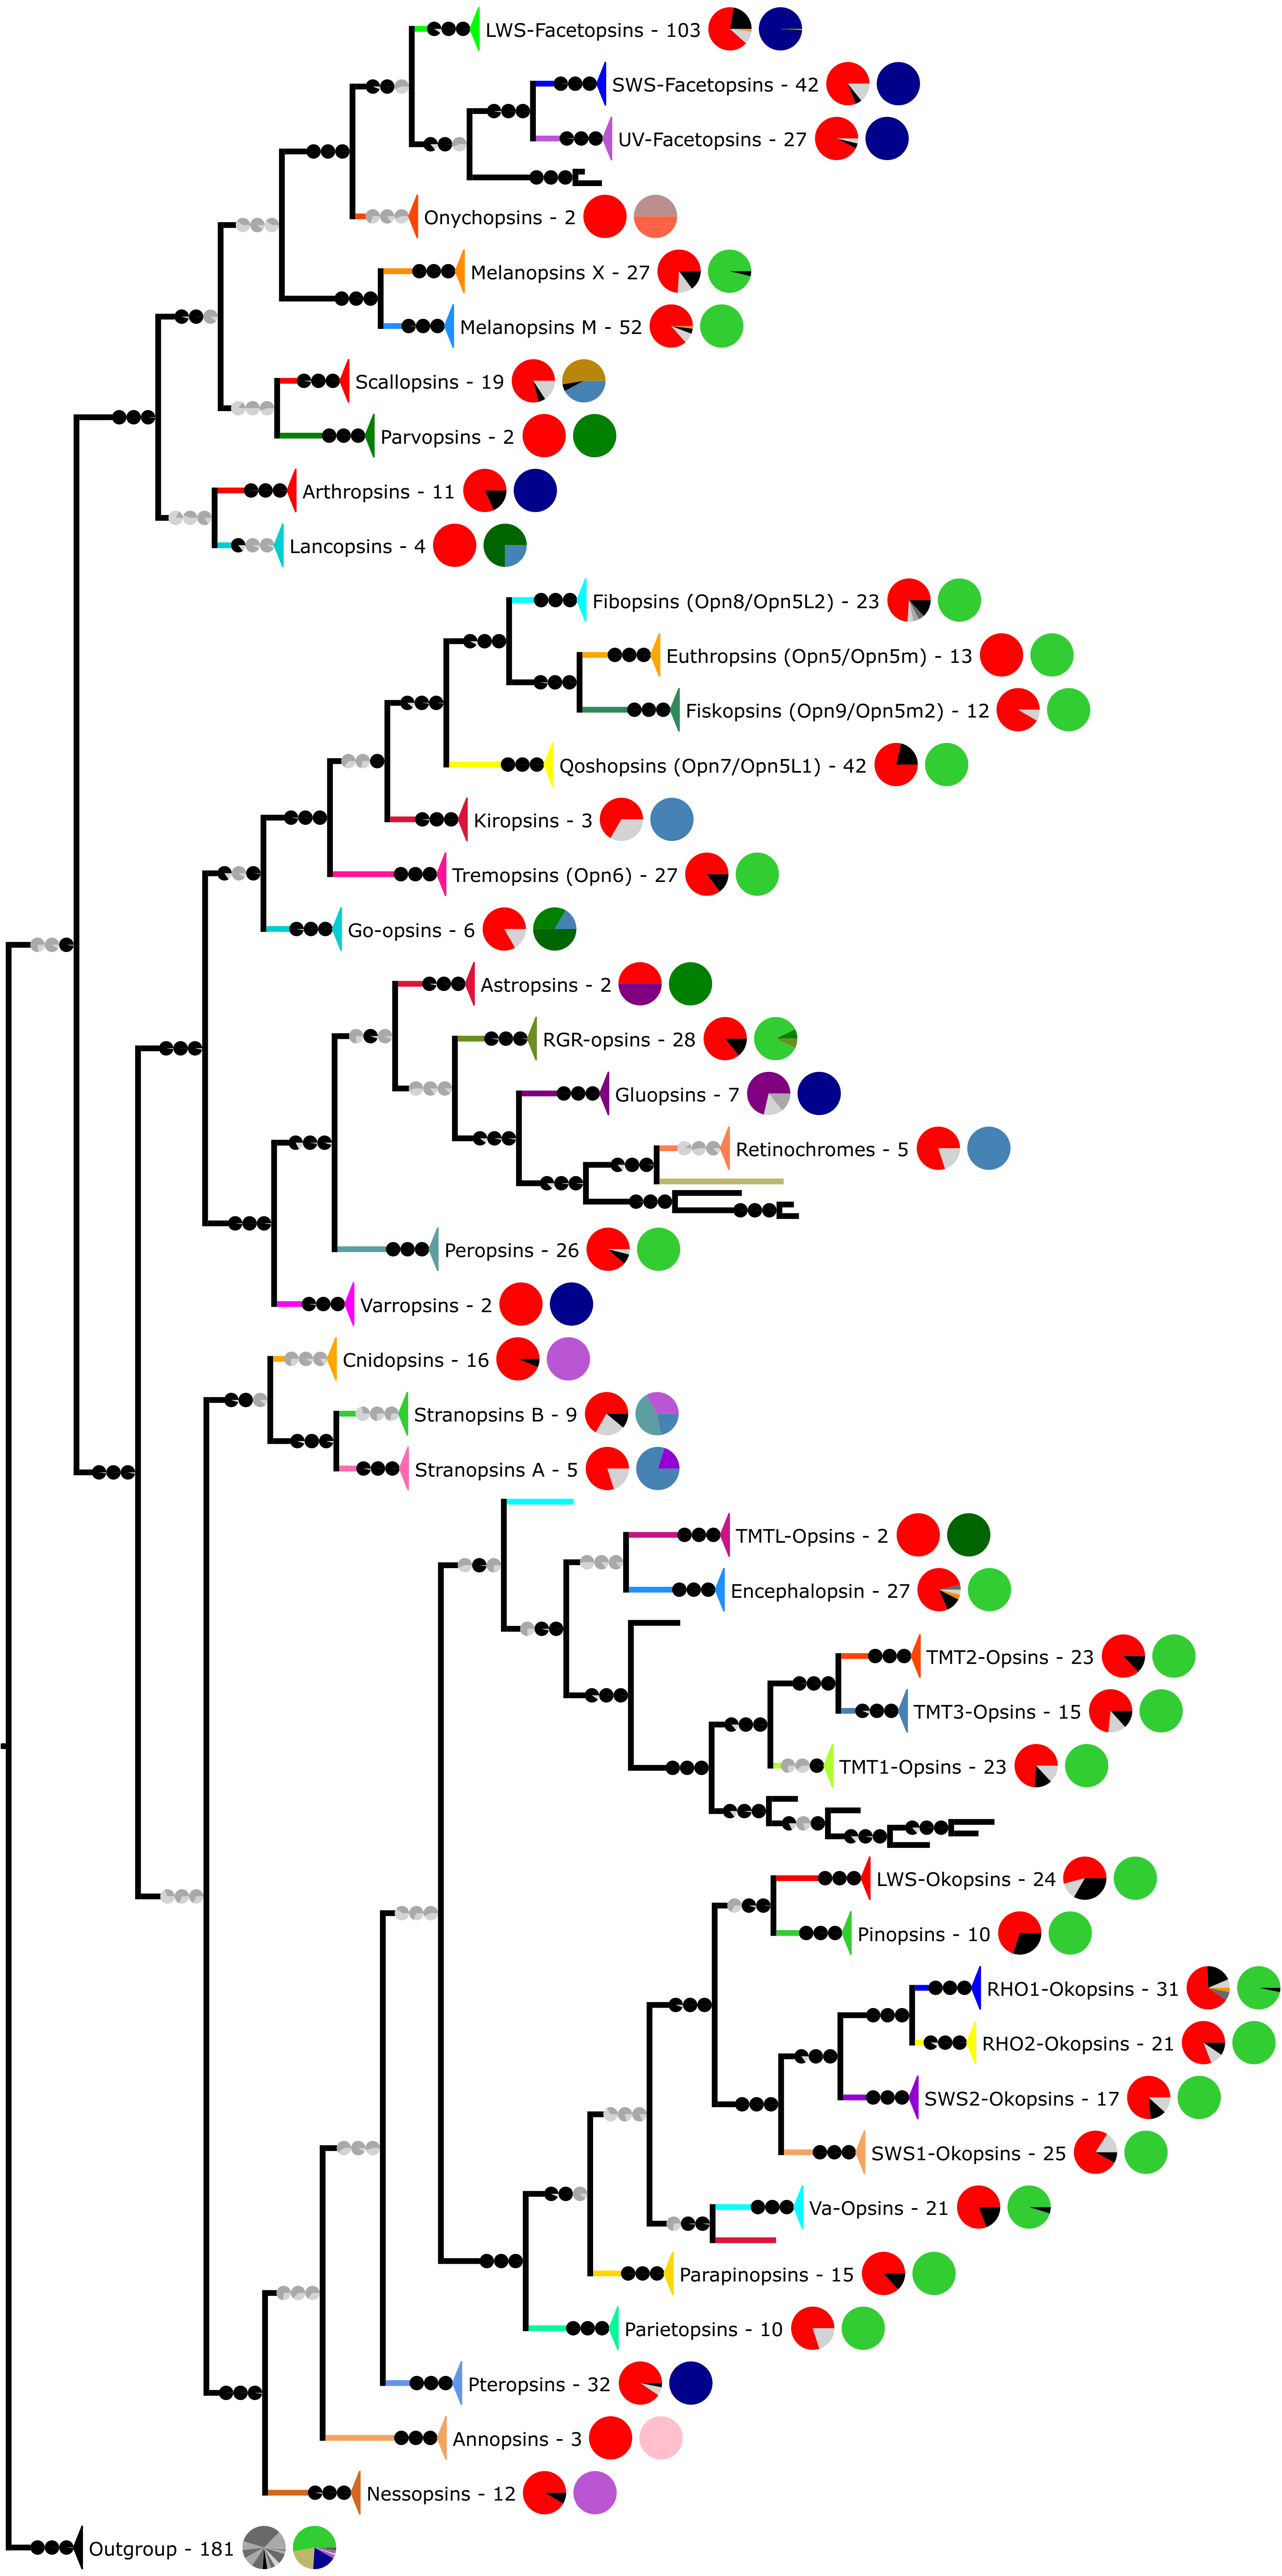 LWS-Facetopsins - 103
SWS-Facetopsins - 42
UV-Facetopsins - 27
Onychopsins - 2
Melanopsins X - 27
Melanopsins M - 52
Scallopsins - 19
Parvopsins - 2
Arthropsins - 11
Lancopsins - 4
Fibopsins (Opn8/Opn5L2) - 23
Euthropsins (Opn5/Opn5m) - 13
Fiskopsins (Opn9/Opn5m2) - 12
Qoshopsins (Opn7/Opn5L1) - 42
Kiropsins - 3
Tremopsins (Opn6) - 27
Go-opsins - 6
Astropsins - 2
RGR-opsins - 28
Gluopsins - 7
Retinochromes - 5
Peropsins - 26
Varropsins - 2
Cnidopsins - 16
Stranopsins B - 9
Stranopsins A - 5
TMTL-Opsins - 2
Encephalopsin - 27
TMT2-Opsins - 23
TMT3-Opsins - 15
TMT1-Opsins - 23
LWS-Okopsins - 24
Pinopsins - 10
RHO1-Okopsins - 31
RHO2-Okopsins - 21
SWS2-Okopsins - 17
SWS1-Okopsins - 25
Va-Opsins - 21
Parapinopsins - 15
Parietopsins - 10
Pteropsins - 32
Annopsins - 3
Nessopsins - 12
Outgroup - 181